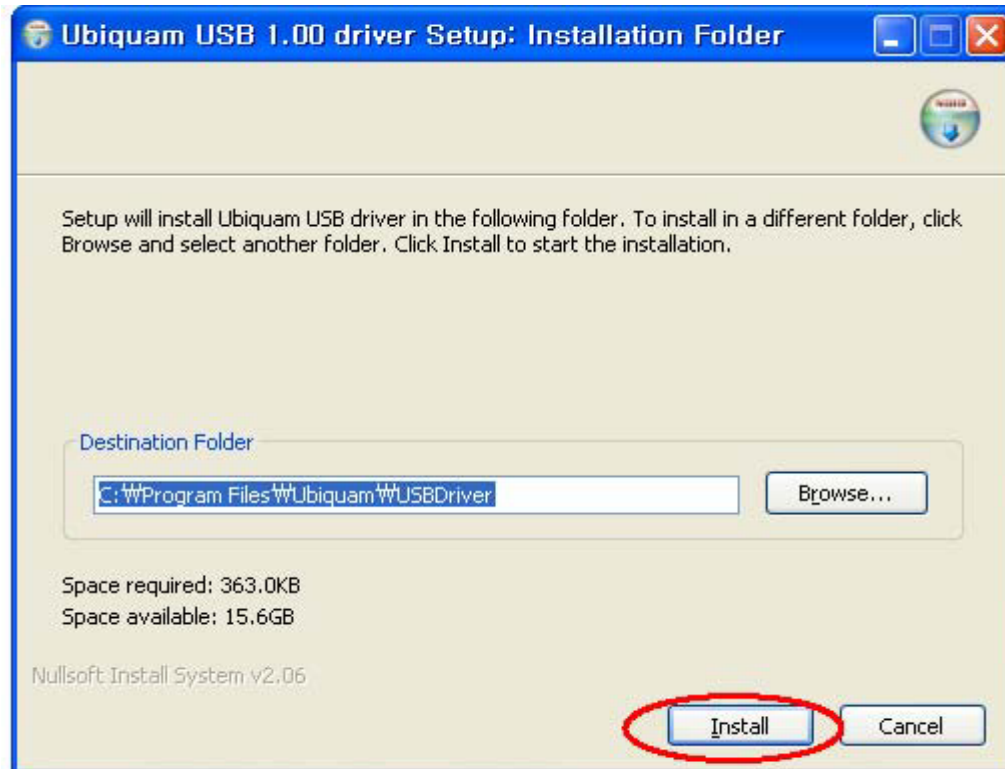 Ubiquam USB 1.00 driver Setup: Installation Folder
Setup will install Ubiquam USB driver in the following folder. To install in a different folder, click
Browse and select another folder. Click Install to start the installation.
Destination Folder
C:₩Program Files₩Ubiquam₩USBDriver
Browse...
Space required: 363.0KB
Space available: 15.6GB
Nullsoft Install System v2.06
Install
Cancel